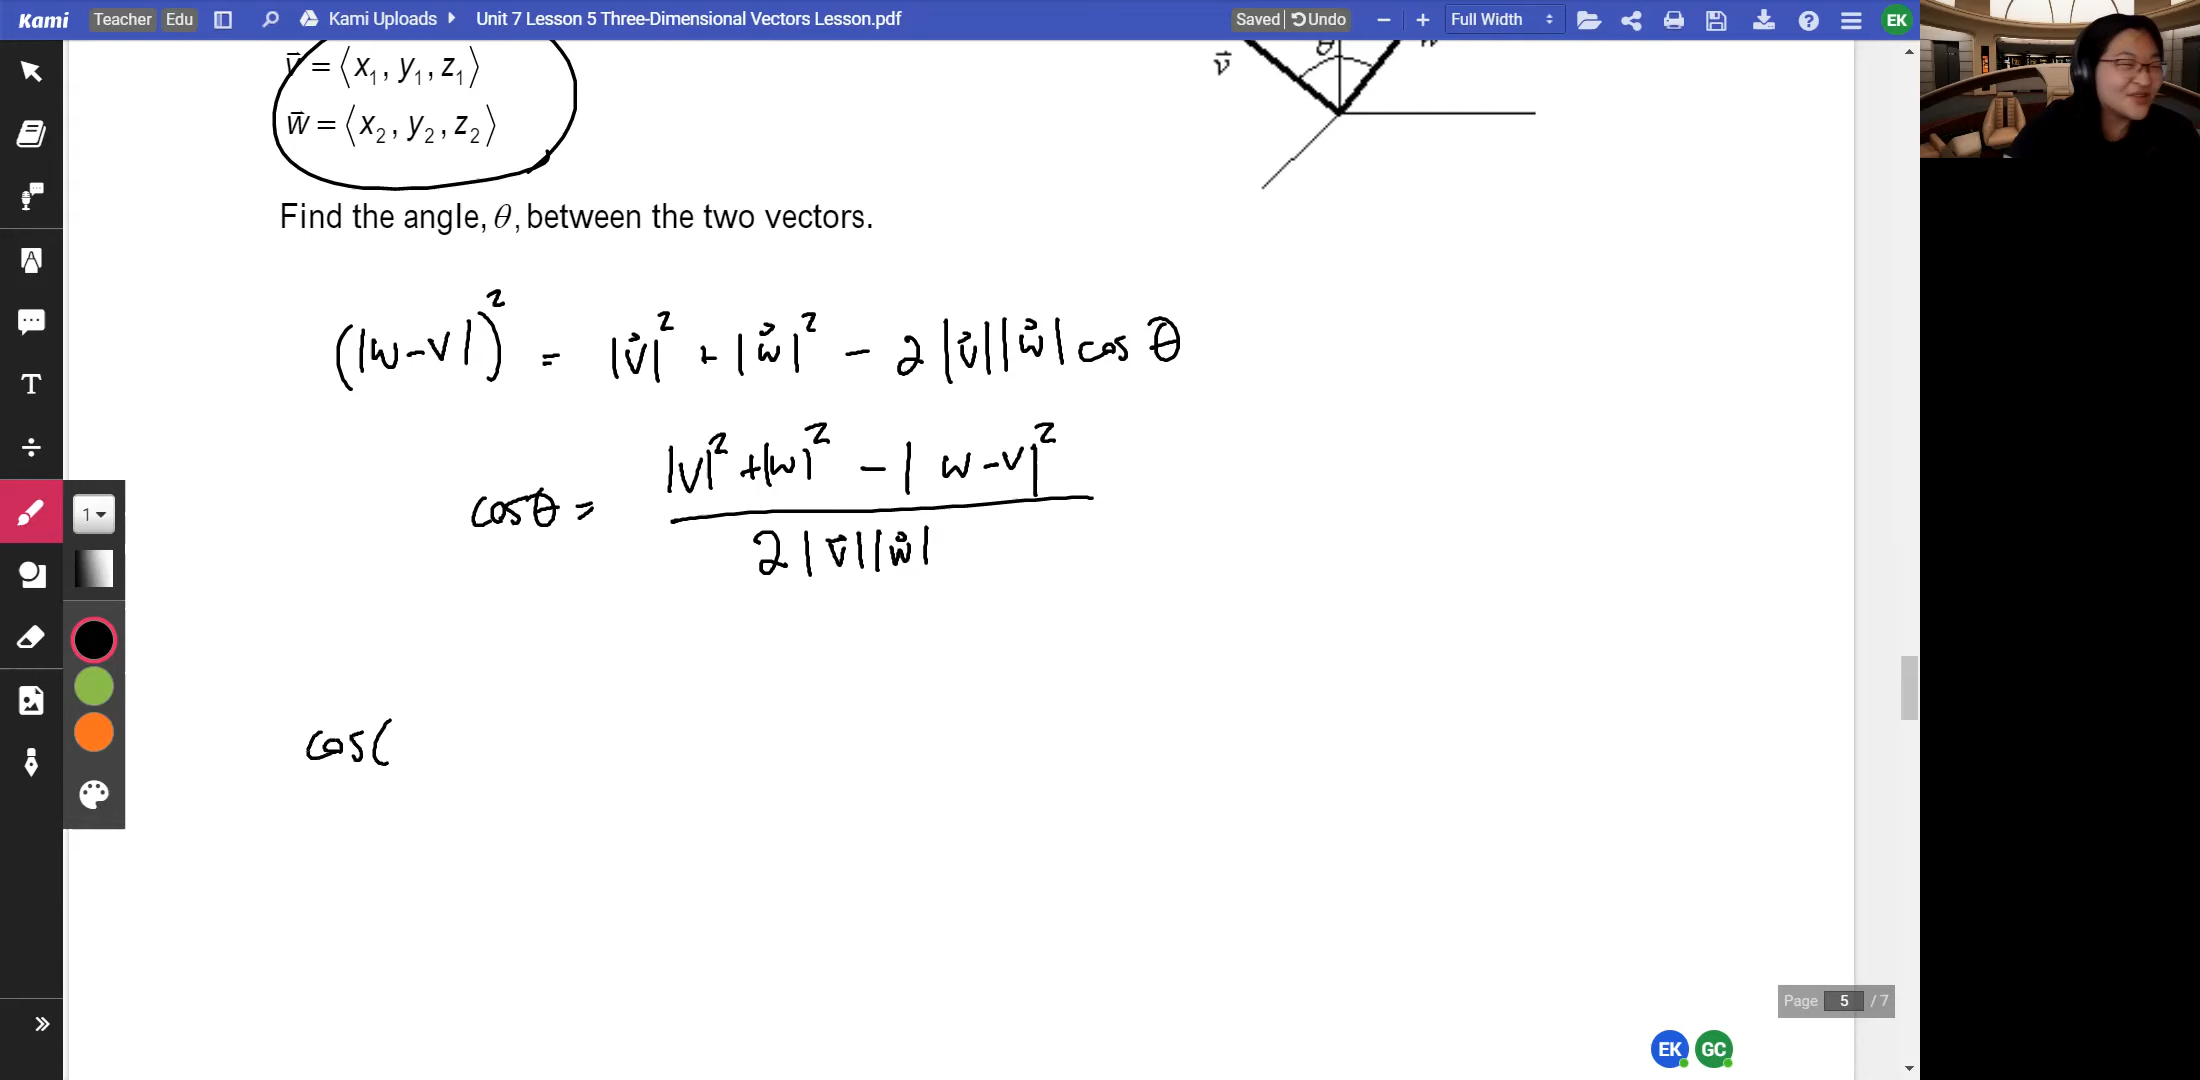 Kami Teacher Edu Kami Uploads Unit 7 Lesson 5 Three-Dimensional Vectors Lesson.pdf Saved Undo Full Width EK
v⃗ = ⟨x₁, y₁, z₁⟩
w⃗ = ⟨x₂, y₂, z₂⟩
v⃗ θ
Find the angle, θ, between the two vectors.
(|w-v|)² = |v⃗|² + |w⃗|² - 2|v⃗||w⃗|cos θ
cosθ = (|v|² + |w|² - |w-v|²) / (2|v⃗||w⃗|)
1
cos(
Page 5 / 7
EK GC